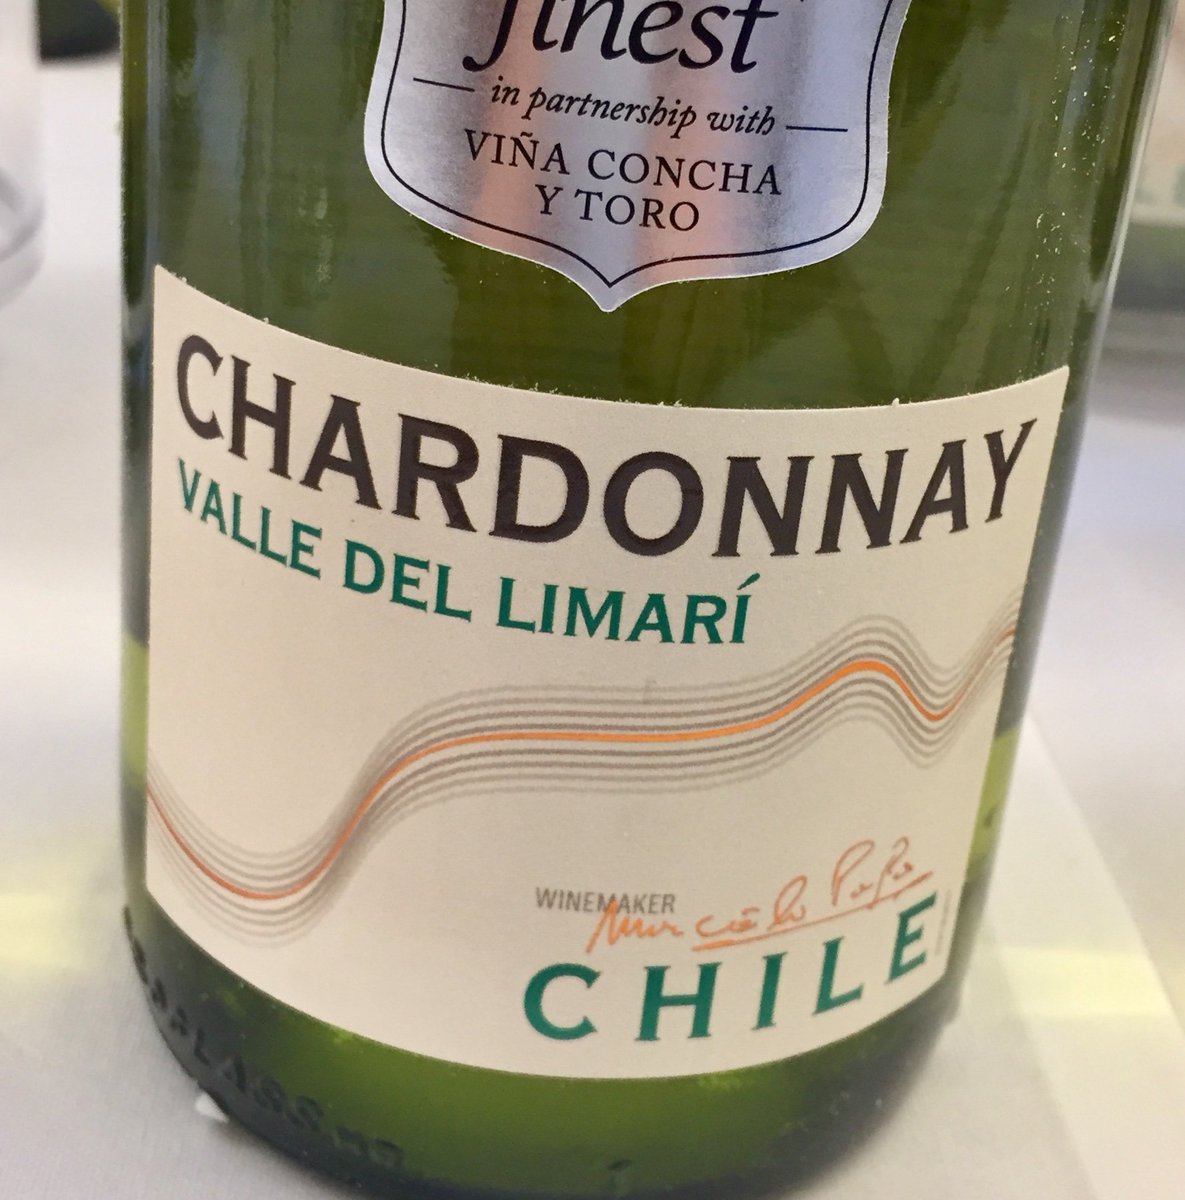 finest
in partnership with
VIÑA CONCHA
Y TORO
CHARDONNAY
VALLE DEL LIMARÍ
WINEMAKER
CHILE